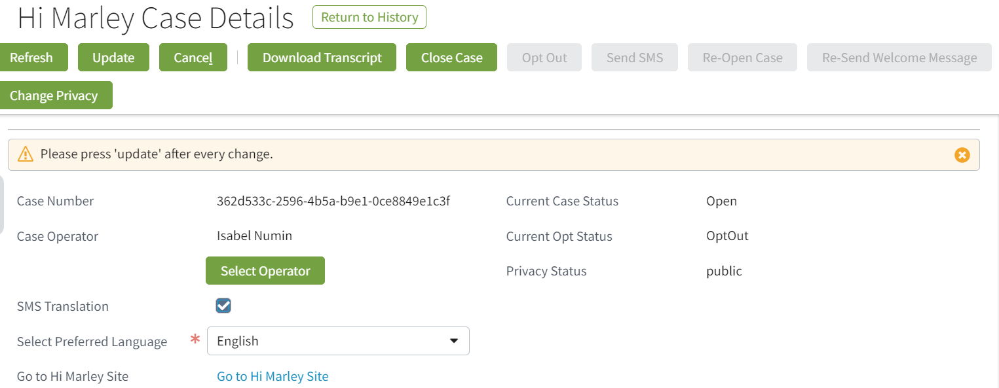 Hi Marley Case Details Return to History
Refresh Update Cancel Download Transcript Close Case Opt Out Send SMS Re-Open Case Re-Send Welcome Message
Change Privacy
Please press 'update' after every change.
Case Number 362d533c-2596-4b5a-b9e1-0ce8849e1c3f Current Case Status Open
Case Operator Isabel Numin Current Opt Status OptOut
Select Operator Privacy Status public
SMS Translation
Select Preferred Language * English
Go to Hi Marley Site Go to Hi Marley Site